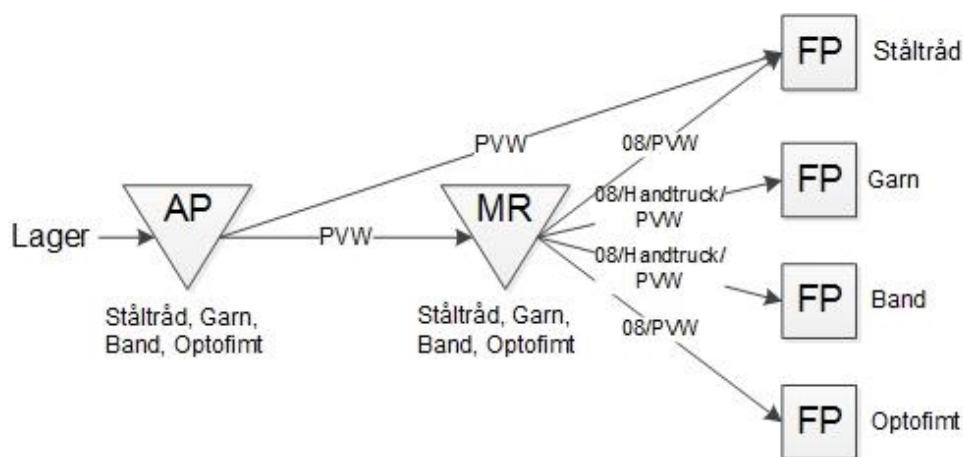 FP Ståltråd
PVW
08/PVW
AP
MR
08/Handtruck/
PVW
FP Garn
Lager
PVW
08/Handtruck/
PVW
FP Band
Ståltråd, Garn,
Band, Optofimt
Ståltråd, Garn,
Band, Optofimt
08/PVW
FP Optofimt